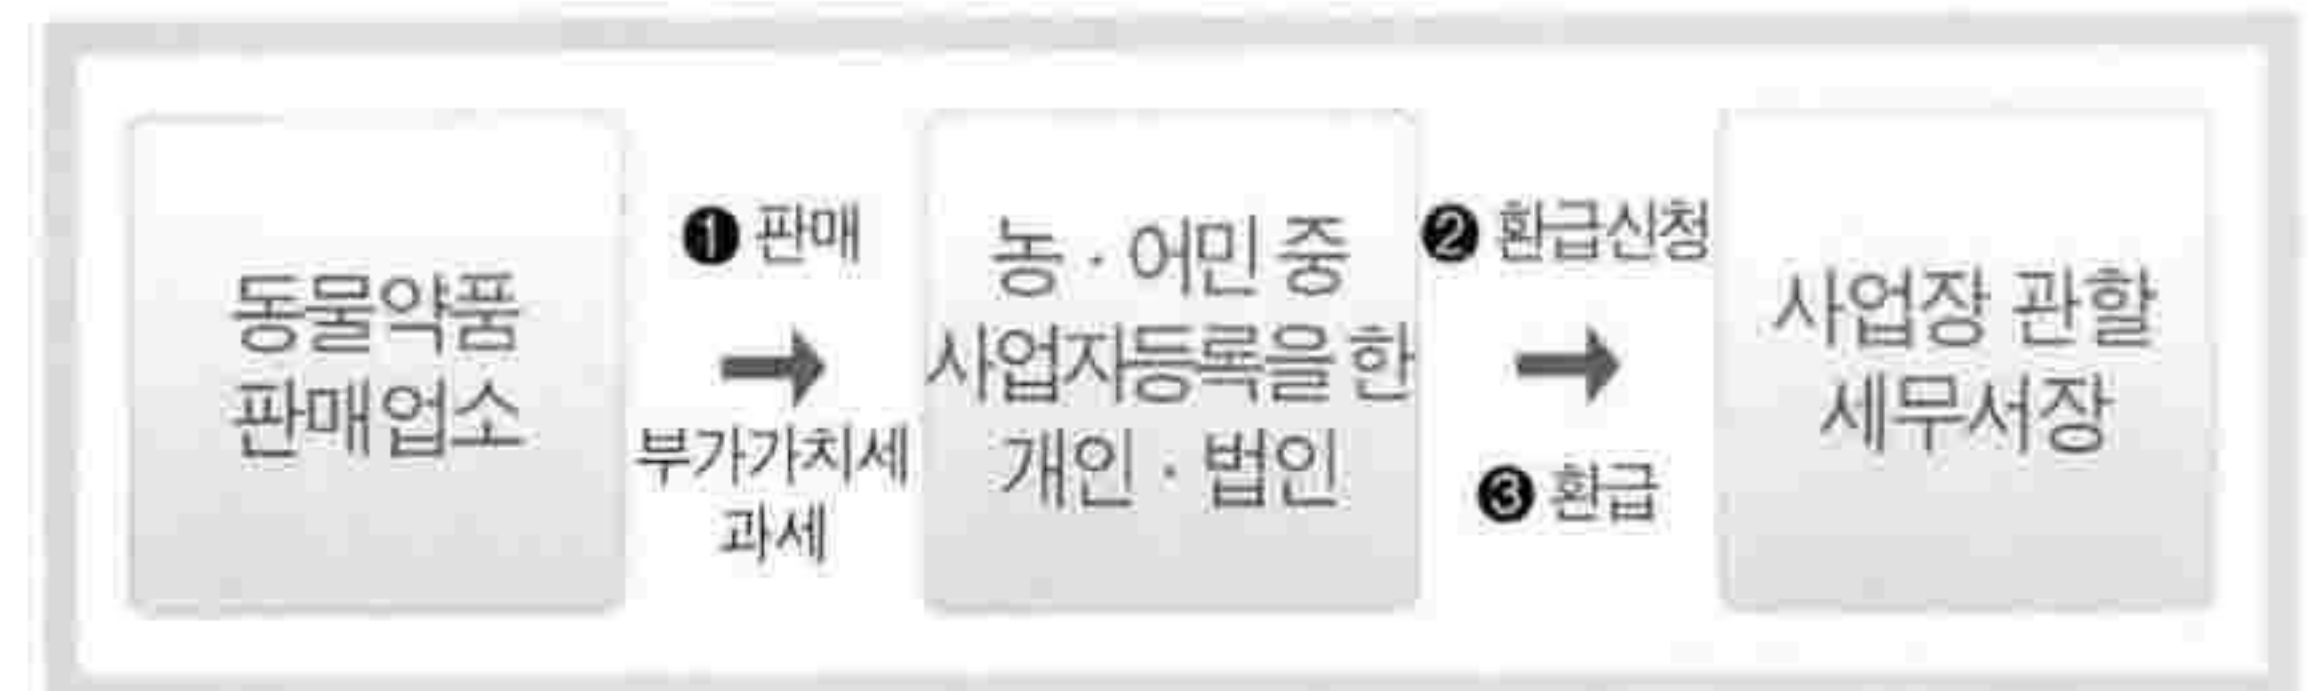 동물약품
판매업소
❶ 판매
부가가치세
과세
농 · 어민 중
사업자등록을 한
개인 · 법인
❷ 환급신청
❸ 환급
사업장 관할
세무서장